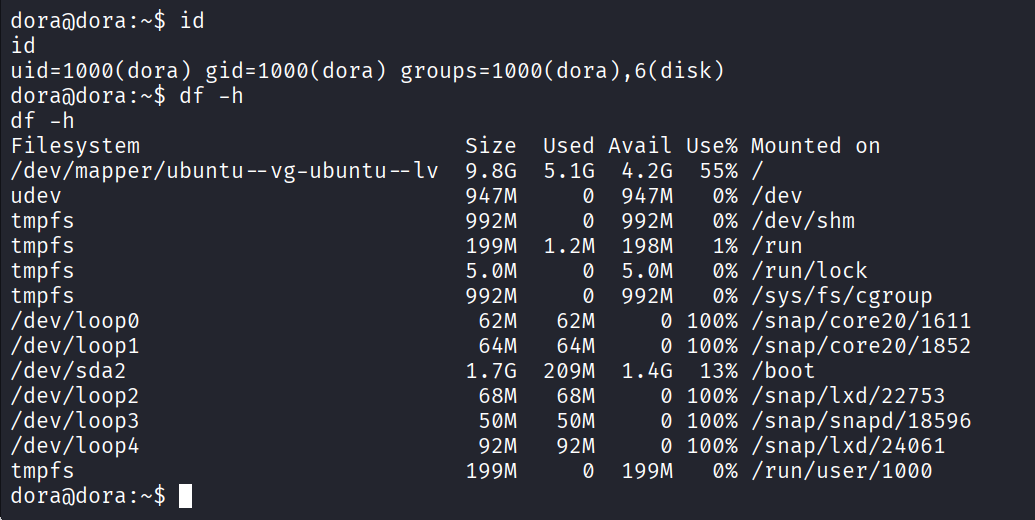 dora@dora:~$ id
id
uid=1000(dora) gid=1000(dora) groups=1000(dora),6(disk)
dora@dora:~$ df -h
df -h
Filesystem                         Size  Used Avail Use% Mounted on
/dev/mapper/ubuntu--vg-ubuntu--lv  9.8G  5.1G  4.2G  55% /
udev                               947M     0  947M   0% /dev
tmpfs                              992M     0  992M   0% /dev/shm
tmpfs                              199M  1.2M  198M   1% /run
tmpfs                              5.0M     0  5.0M   0% /run/lock
tmpfs                              992M     0  992M   0% /sys/fs/cgroup
/dev/loop0                          62M   62M     0 100% /snap/core20/1611
/dev/loop1                          64M   64M     0 100% /snap/core20/1852
/dev/sda2                          1.7G  209M  1.4G  13% /boot
/dev/loop2                          68M   68M     0 100% /snap/lxd/22753
/dev/loop3                          50M   50M     0 100% /snap/snapd/18596
/dev/loop4                          92M   92M     0 100% /snap/lxd/24061
tmpfs                              199M     0  199M   0% /run/user/1000
dora@dora:~$